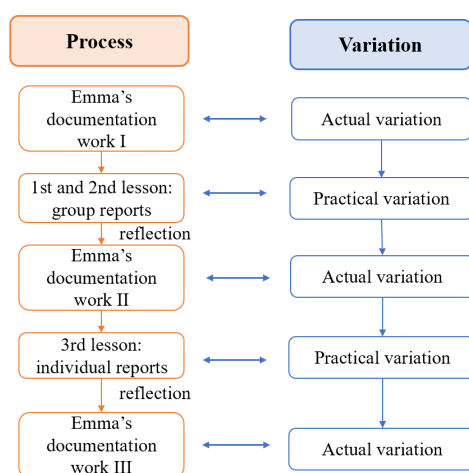 Process
Variation
Emma's
documentation
work I
Actual variation
1st and 2nd lesson:
group reports
Practical variation
reflection
Emma's
documentation
work II
Actual variation
3rd lesson:
individual reports
Practical variation
reflection
Emma's
documentation
work III
Actual variation